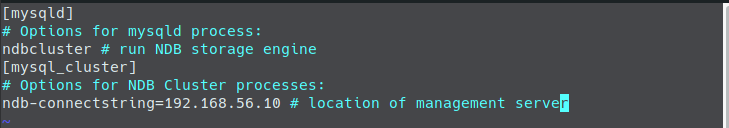 [mysqld]
# Options for mysqld process:
ndbcluster # run NDB storage engine
[mysql_cluster]
# Options for NDB Cluster processes:
ndb-connectstring=192.168.56.10 # location of management server
~